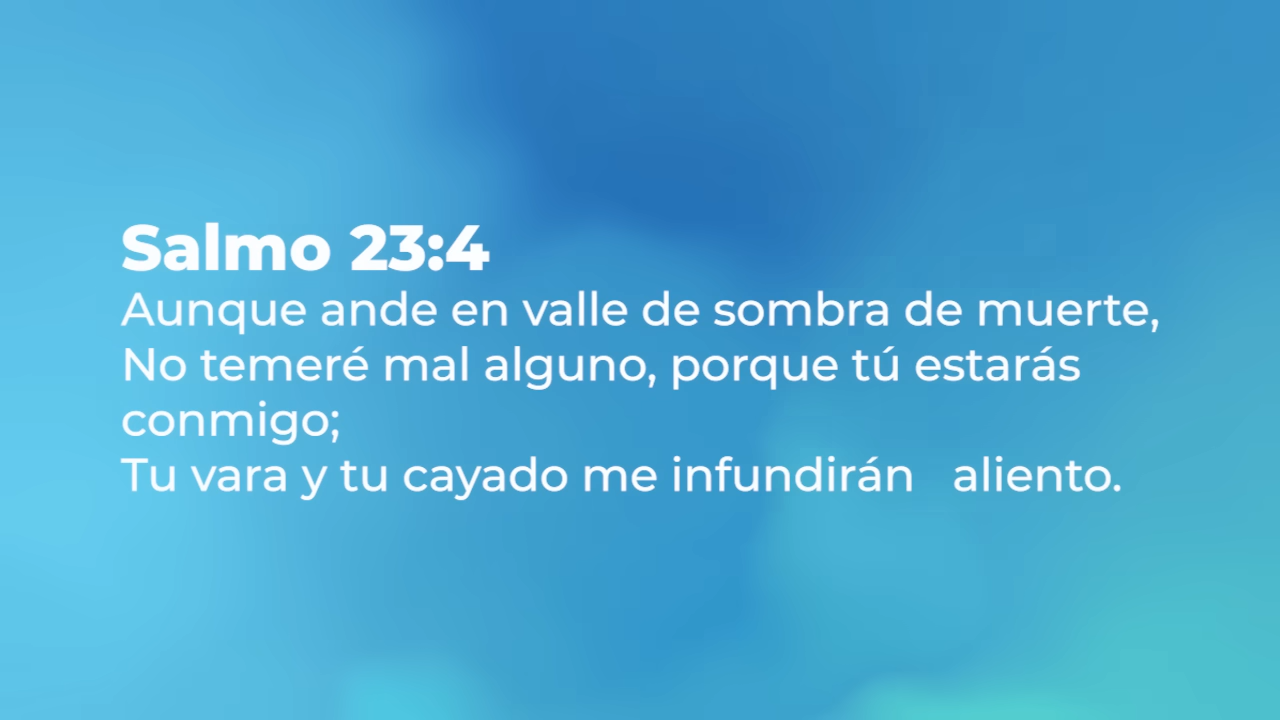 Salmo 23:4
Aunque ande en valle de sombra de muerte,
No temeré mal alguno, porque tú estarás
conmigo;
Tu vara y tu cayado me infundirán   aliento.